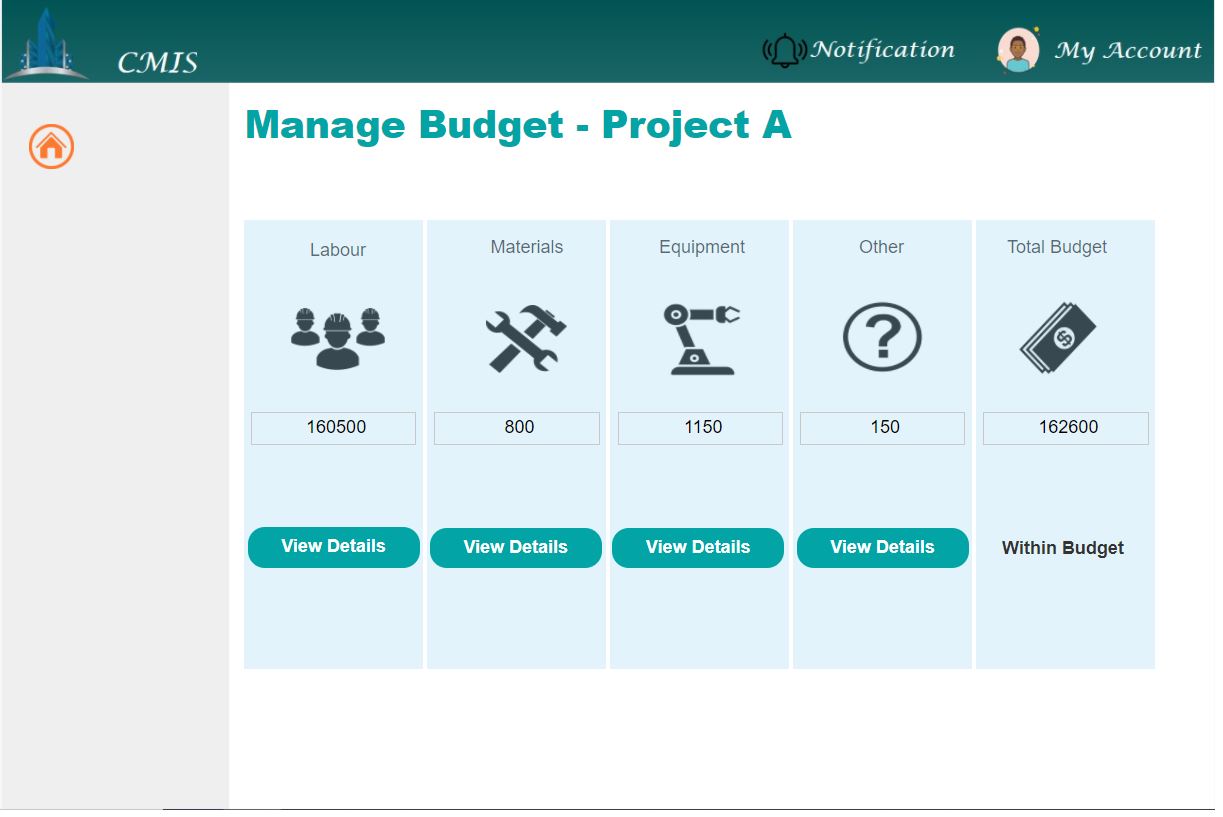 CMIS
Notification
My Account
Manage Budget - Project A
Labour
Materials
Equipment
Other
Total Budget
?
$
160500
800
1150
150
162600
View Details
View Details
View Details
View Details
Within Budget